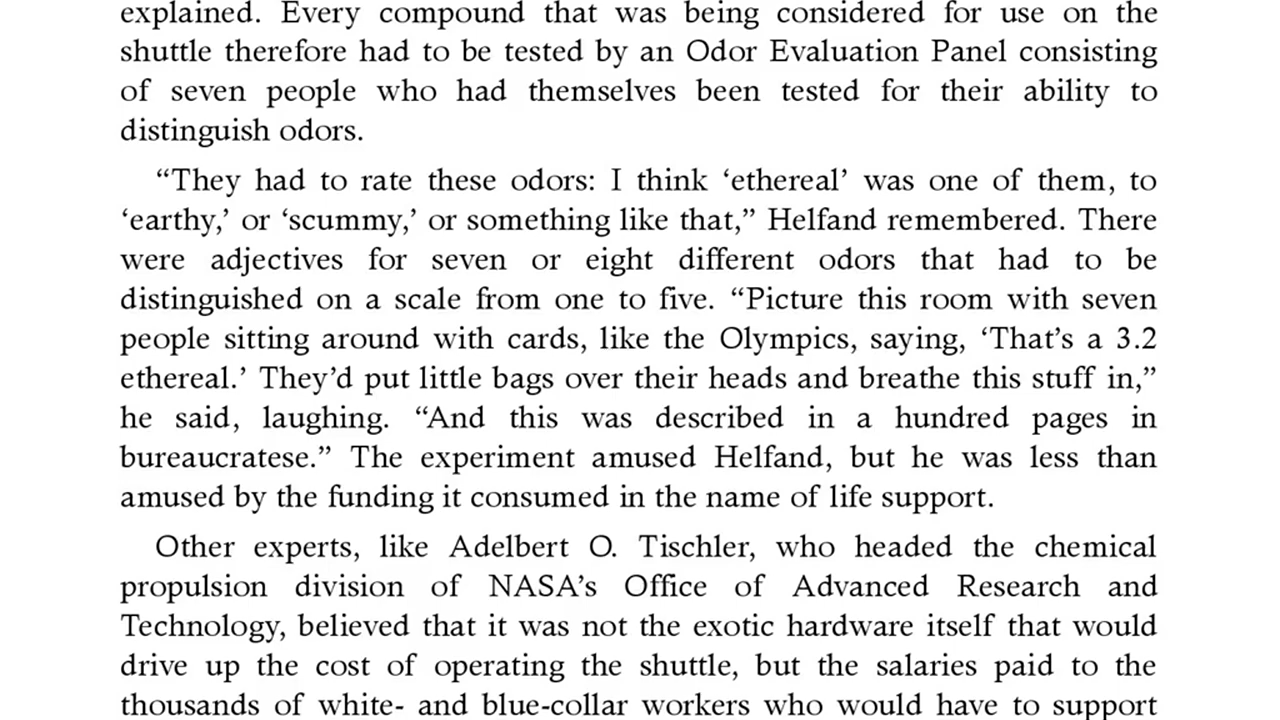 explained. Every compound that was being considered for use on the
shuttle therefore had to be tested by an Odor Evaluation Panel consisting
of seven people who had themselves been tested for their ability to
distinguish odors.
“They had to rate these odors: I think ‘ethereal’ was one of them, to
‘earthy,’ or ‘scummy,’ or something like that,” Helfand remembered. There
were adjectives for seven or eight different odors that had to be
distinguished on a scale from one to five. “Picture this room with seven
people sitting around with cards, like the Olympics, saying, ‘That’s a 3.2
ethereal.’ They’d put little bags over their heads and breathe this stuff in,”
he said, laughing. “And this was described in a hundred pages in
bureaucratese.” The experiment amused Helfand, but he was less than
amused by the funding it consumed in the name of life support.
Other experts, like Adelbert O. Tischler, who headed the chemical
propulsion division of NASA’s Office of Advanced Research and
Technology, believed that it was not the exotic hardware itself that would
drive up the cost of operating the shuttle, but the salaries paid to the
thousands of white- and blue-collar workers who would have to support